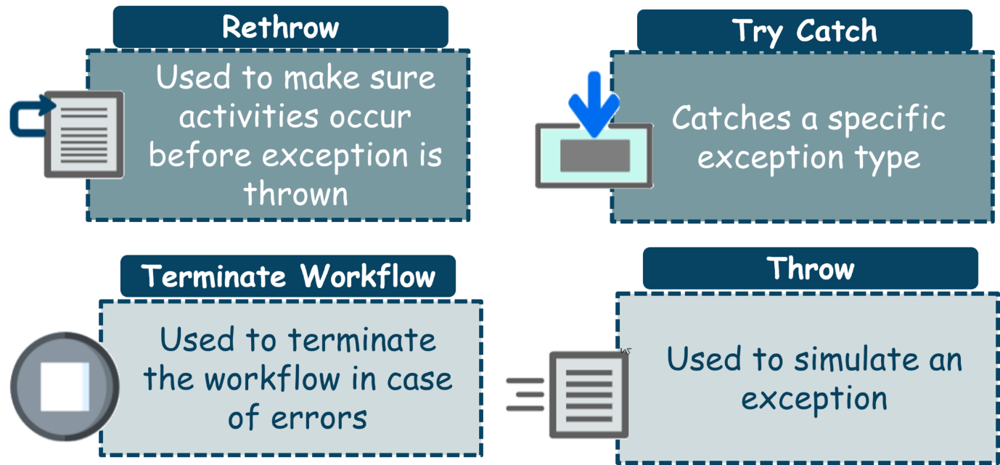 Rethrow
Used to make sure
activities occur
before exception is
thrown
Try Catch
Catches a specific
exception type
Terminate Workflow
Used to terminate
the workflow in case
of errors
Throw
Used to simulate an
exception